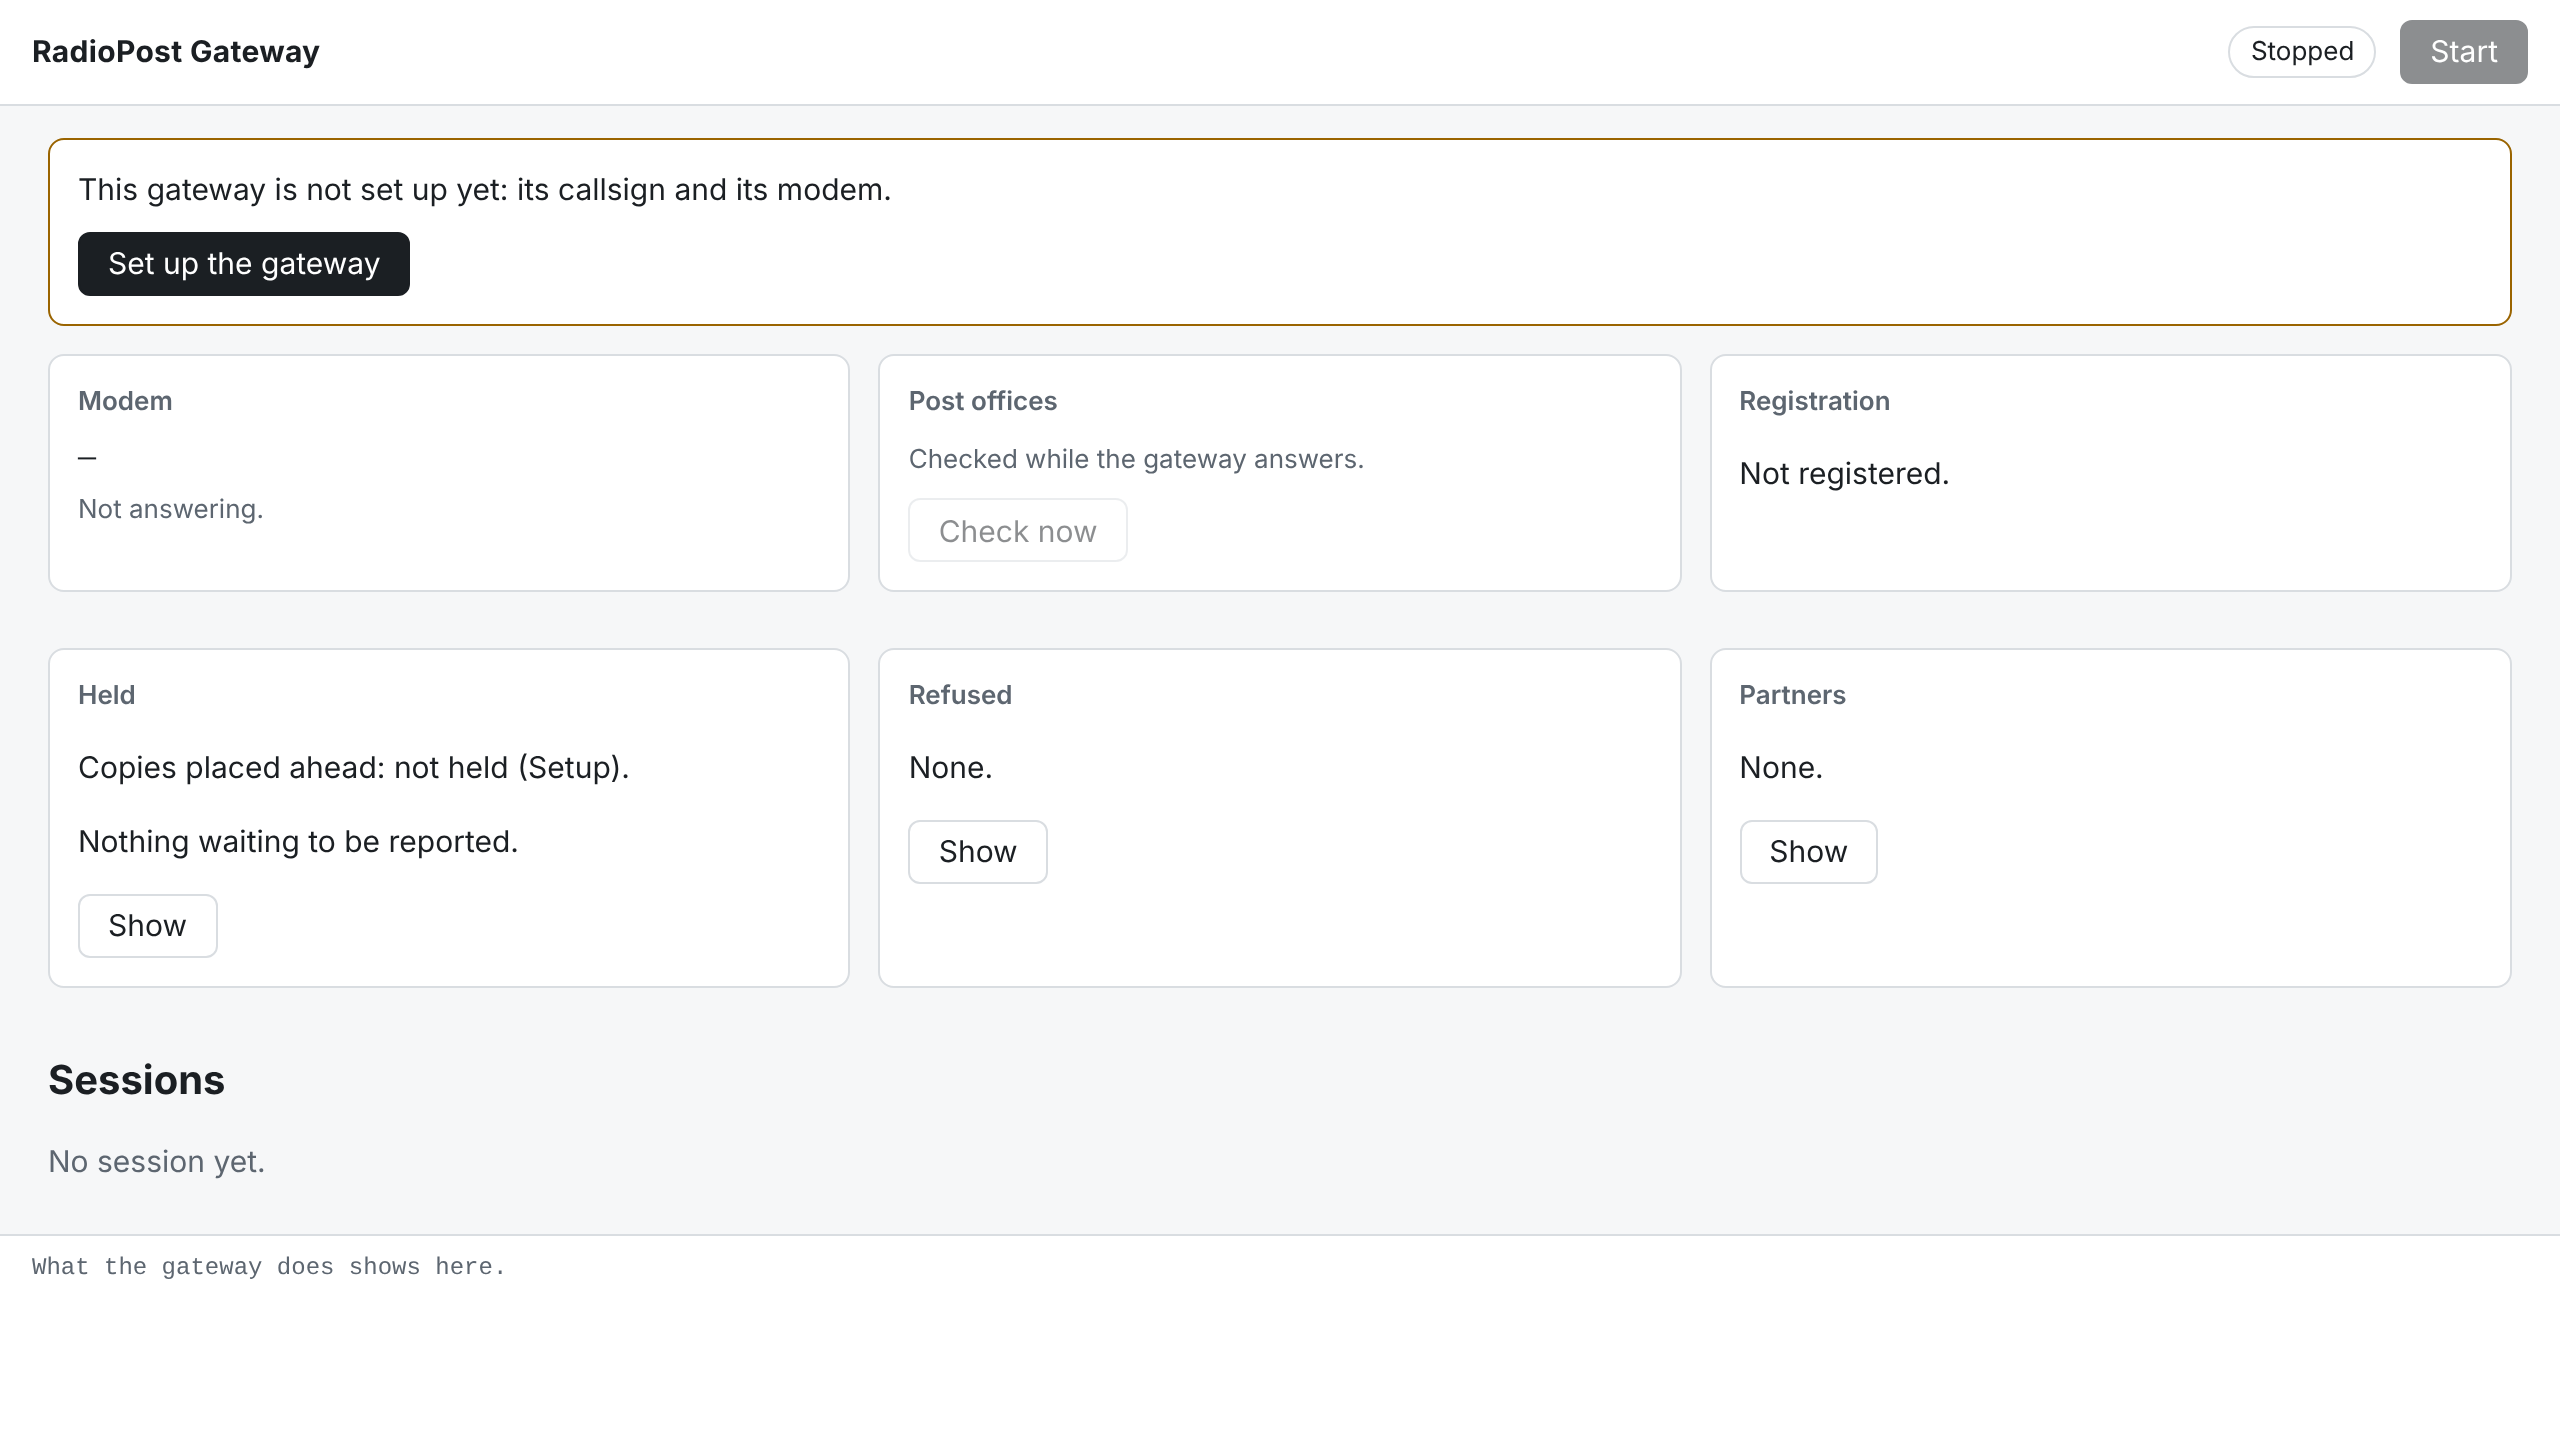 RadioPost Gateway
Stopped
Start
This gateway is not set up yet: its callsign and its modem.
Set up the gateway
Modem
–
Not answering.
Post offices
Checked while the gateway answers.
Check now
Registration
Not registered.
Held
Copies placed ahead: not held (Setup).
Nothing waiting to be reported.
Show
Refused
None.
Show
Partners
None.
Show
Sessions
No session yet.
What the gateway does shows here.